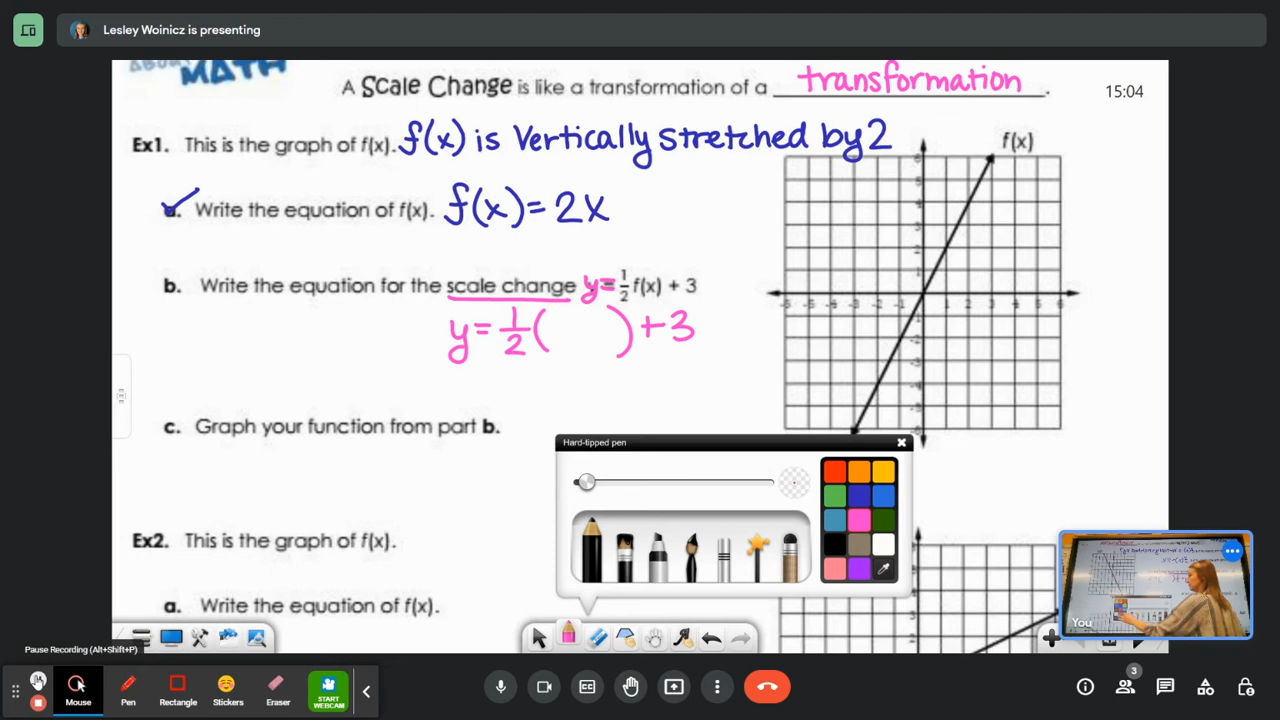 Lesley Woinicz is presenting
ABOUT
MATH
A Scale Change is like a transformation of a transformation.
15:04
Ex1. This is the graph of f(x). f(x) is Vertically stretched by 2
f(x)
a. Write the equation of f(x). f(x) = 2x
b. Write the equation for the scale change y = 1/2 f(x) + 3
y = 1/2 ( ) + 3
c. Graph your function from part b.
Hard-tipped pen
Ex2. This is the graph of f(x).
a. Write the equation of f(x).
You
Pause Recording (Alt+Shift+P)
Mouse
Pen
Rectangle
Stickers
Eraser
START WEBCAM
3